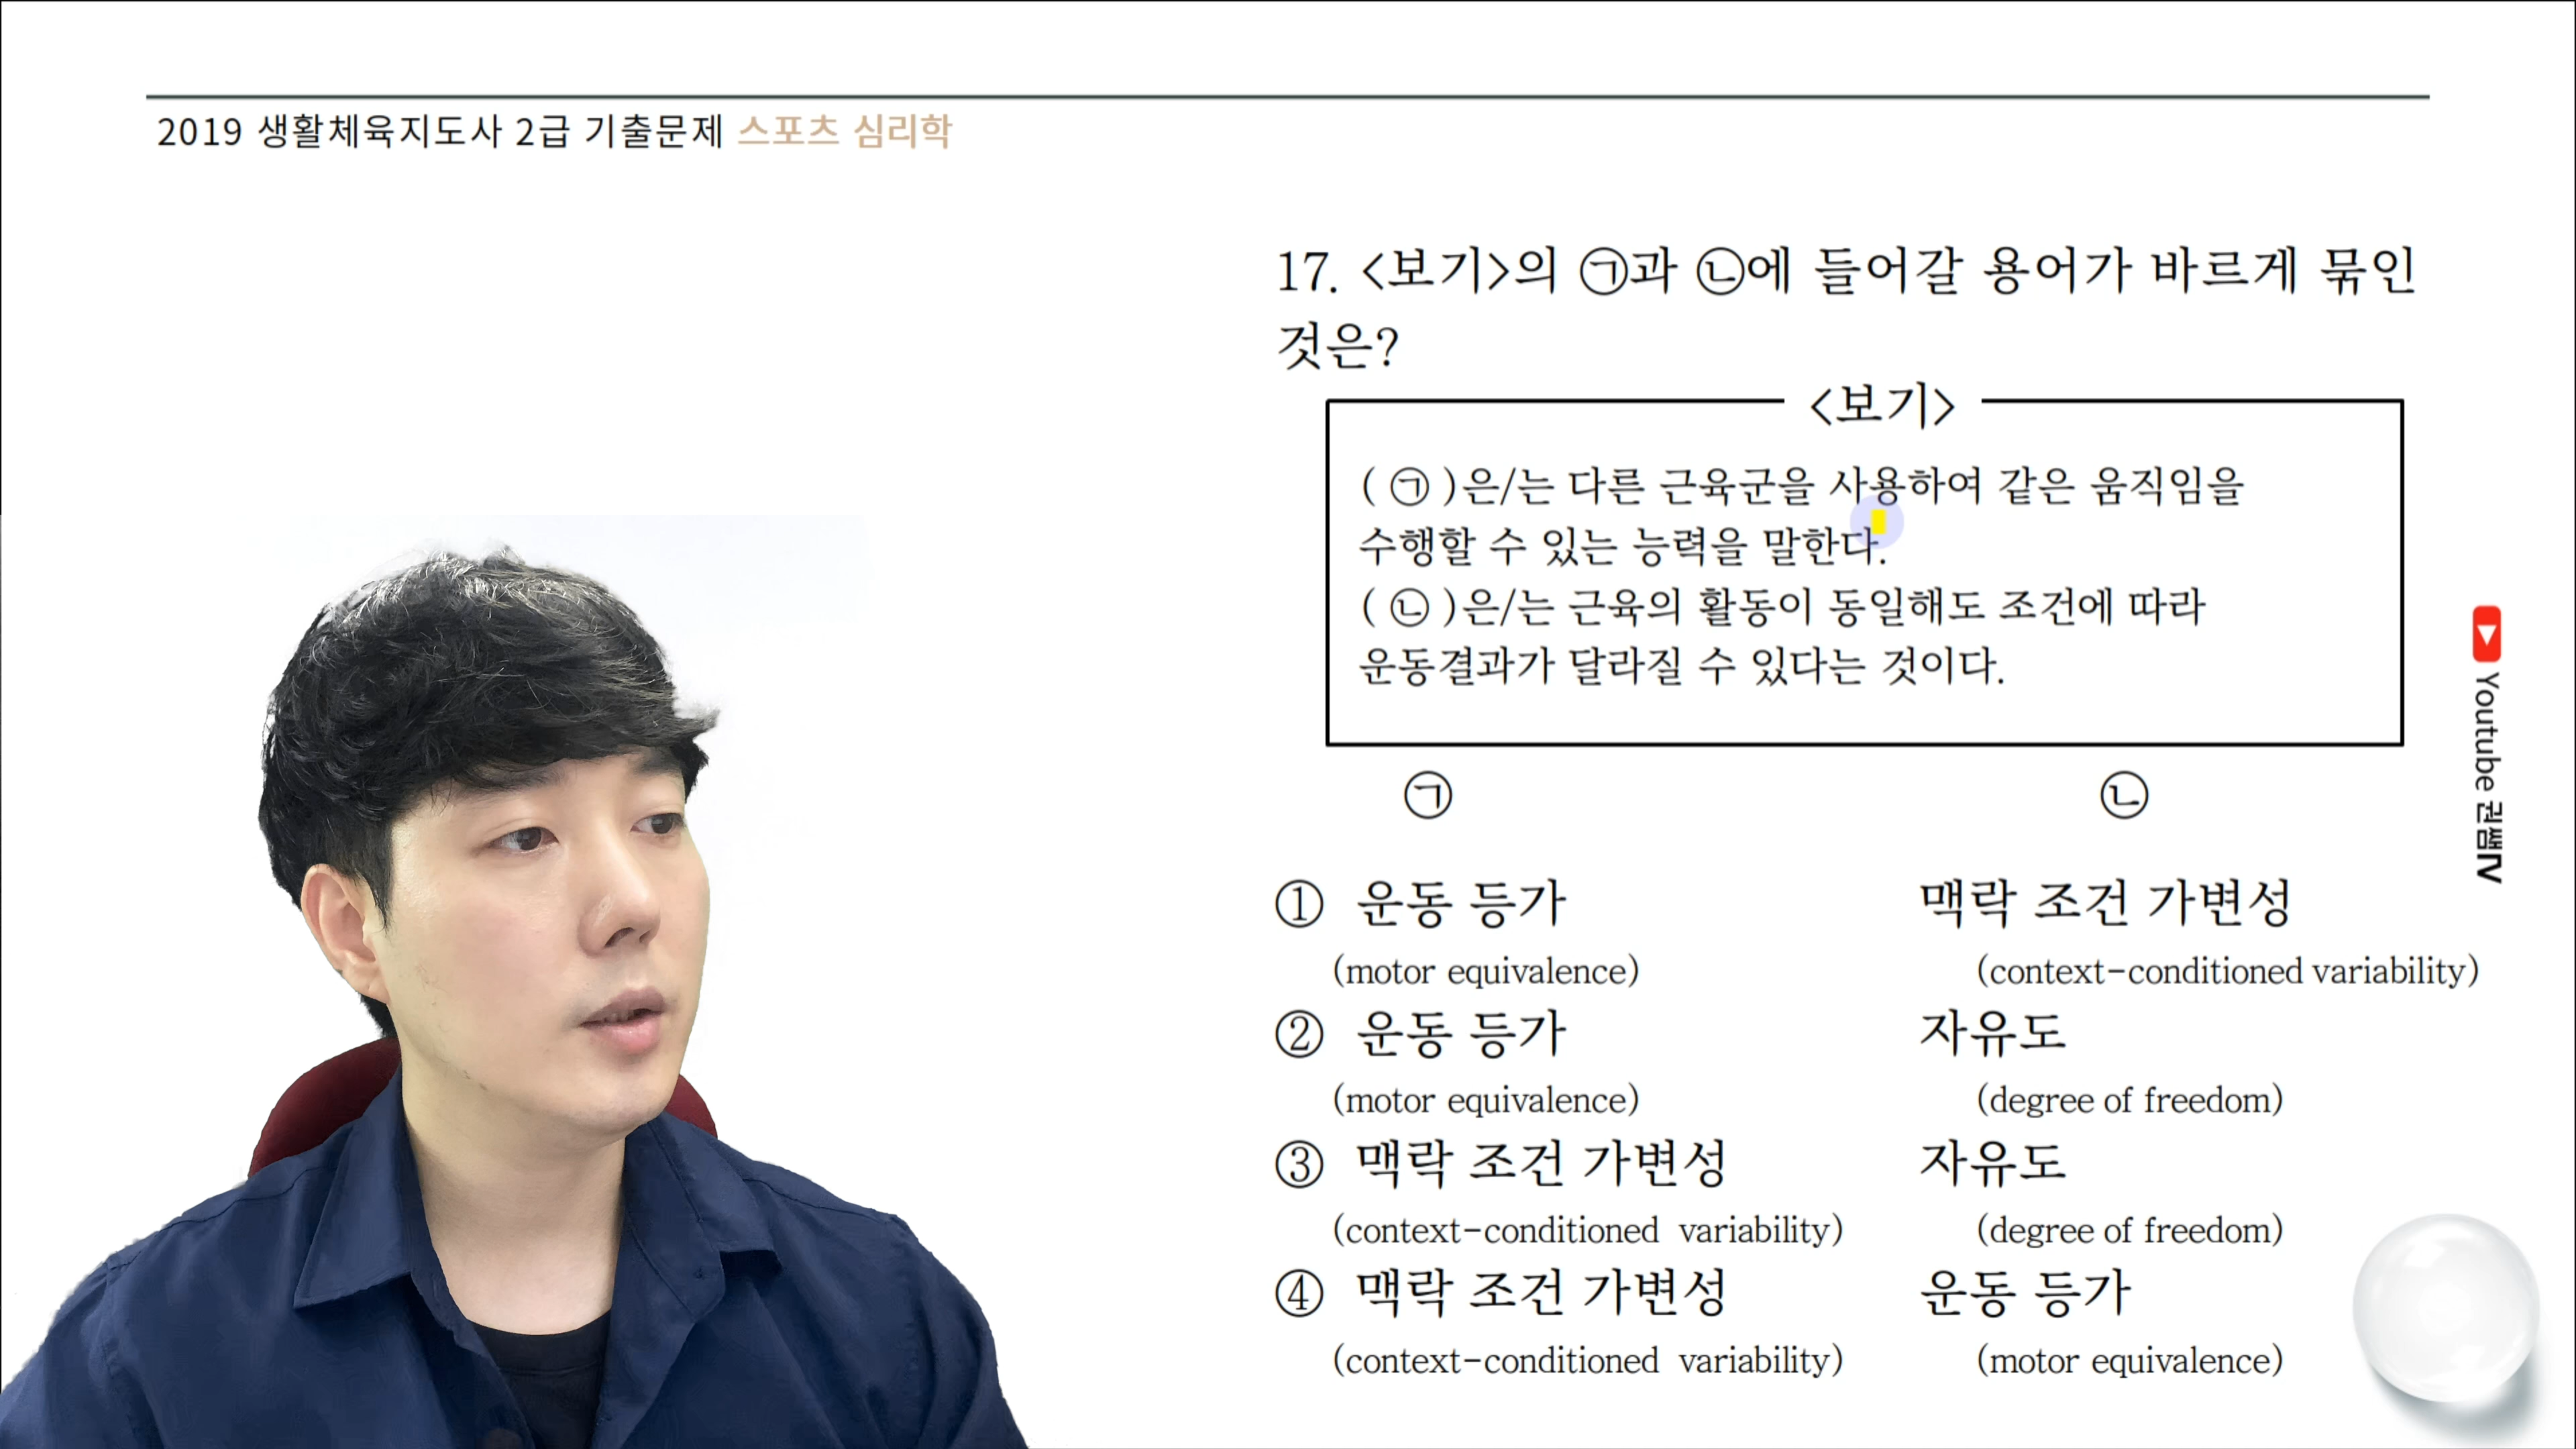 2019 생활체육지도사 2급 기출문제 스포츠 심리학
17. <보기>의 ㉠과 ㉡에 들어갈 용어가 바르게 묶인
것은?
<보기>
( ㉠ )은/는 다른 근육군을 사용하여 같은 움직임을
수행할 수 있는 능력을 말한다.
( ㉡ )은/는 근육의 활동이 동일해도 조건에 따라
운동결과가 달라질 수 있다는 것이다.
㉠ ㉡
① 운동 등가 맥락 조건 가변성
(motor equivalence) (context-conditioned variability)
② 운동 등가 자유도
(motor equivalence) (degree of freedom)
③ 맥락 조건 가변성 자유도
(context-conditioned variability) (degree of freedom)
④ 맥락 조건 가변성 운동 등가
(context-conditioned variability) (motor equivalence)
Youtube 권쌤TV